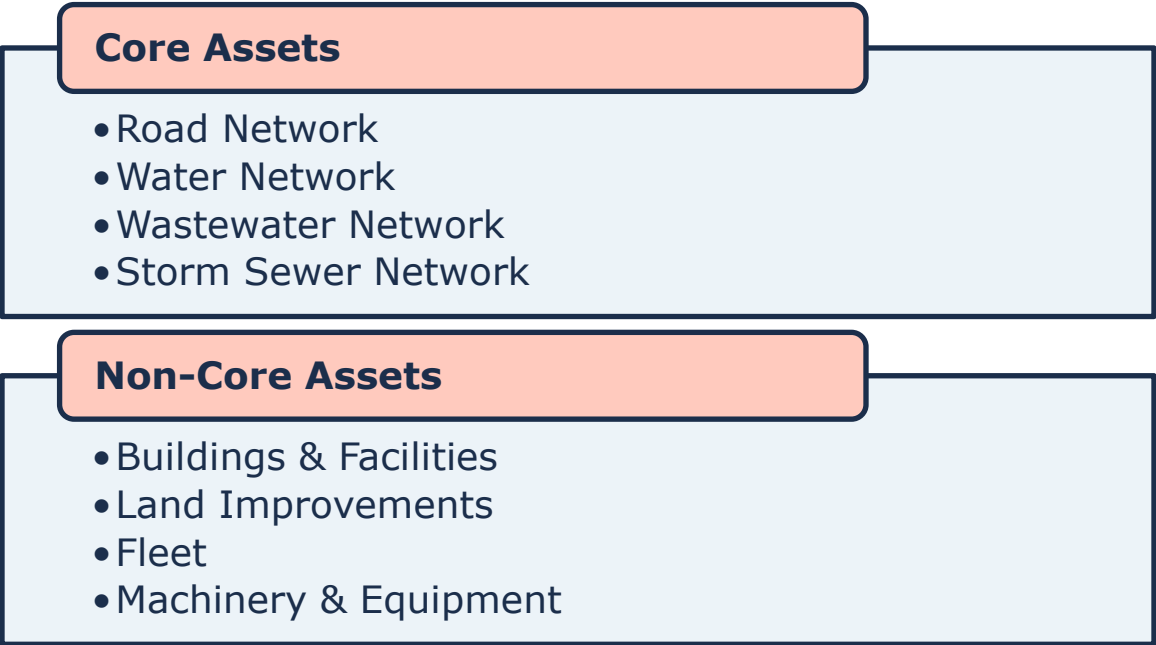 Core Assets
•Road Network
•Water Network
•Wastewater Network
•Storm Sewer Network
Non-Core Assets
•Buildings & Facilities
•Land Improvements
•Fleet
•Machinery & Equipment